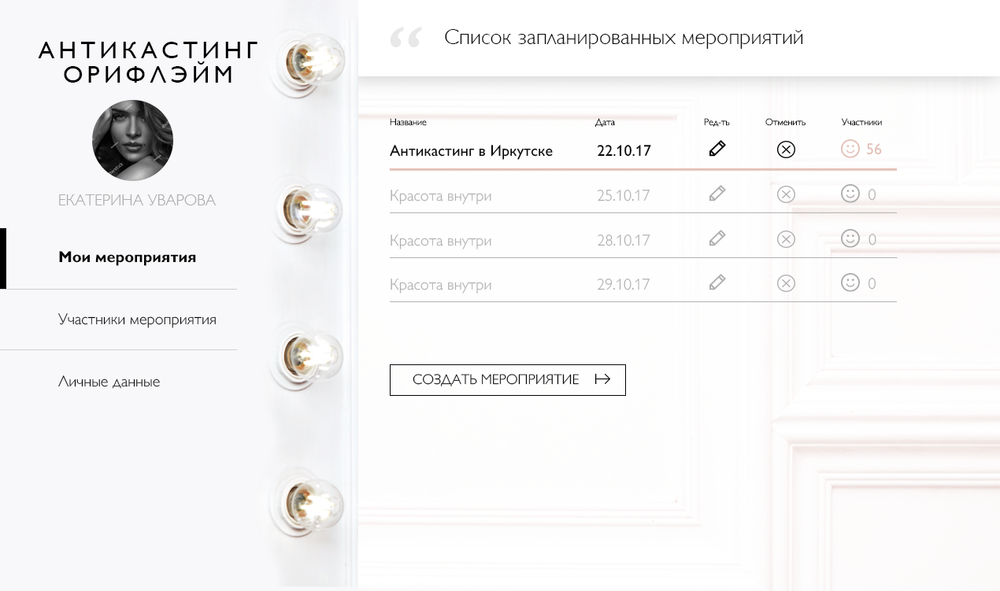 АНТИКАСТИНГ
ОРИФЛЭЙМ
ЕКАТЕРИНА УВАРОВА
Мои мероприятия
Участники мероприятия
Личные данные
“ Список запланированных мероприятий
Название Дата Ред-ть Отменить Участники
Антикастинг в Иркутске 22.10.17 56
Красота внутри 25.10.17 0
Красота внутри 28.10.17 0
Красота внутри 29.10.17 0
СОЗДАТЬ МЕРОПРИЯТИЕ